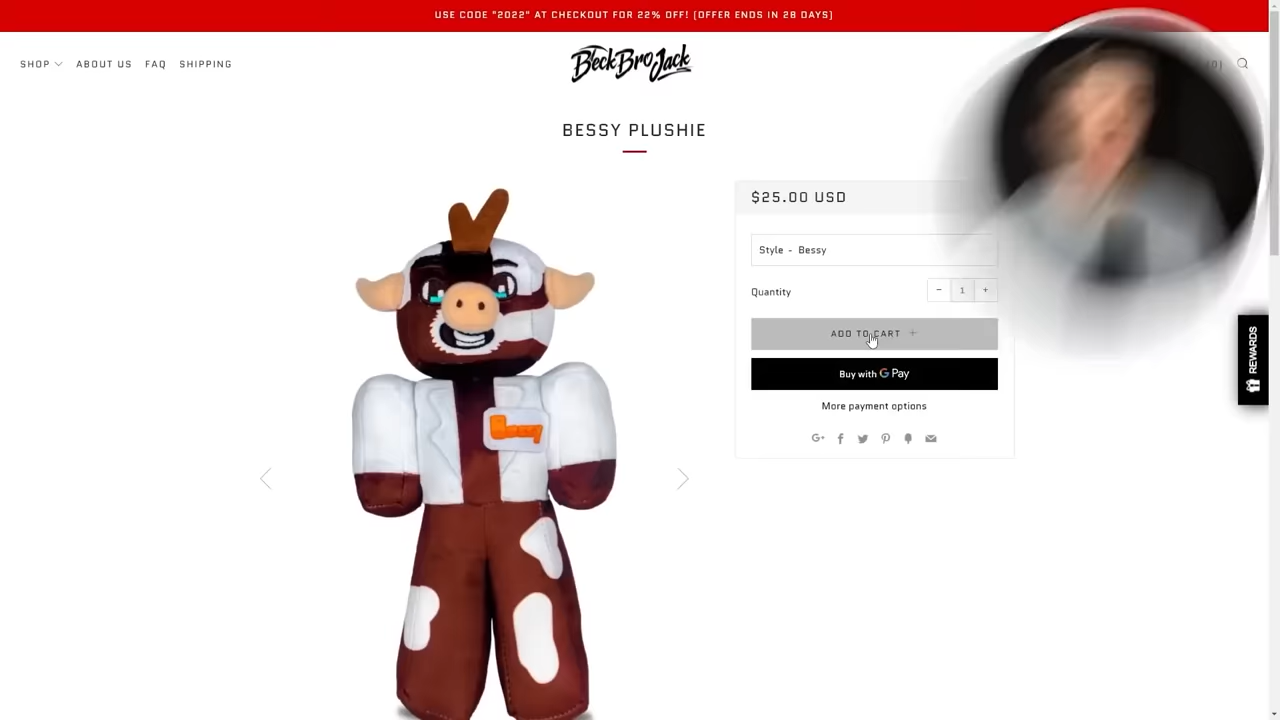 USE CODE "2022" AT CHECKOUT FOR 22% OFF! (OFFER ENDS IN 28 DAYS)
SHOP ABOUT US FAQ SHIPPING
BeckBroJack
(0)
BESSY PLUSHIE
$25.00 USD
Style - Bessy
Quantity
− 1 +
ADD TO CART +
Buy with G Pay
More payment options
G+
Bessy
REWARDS